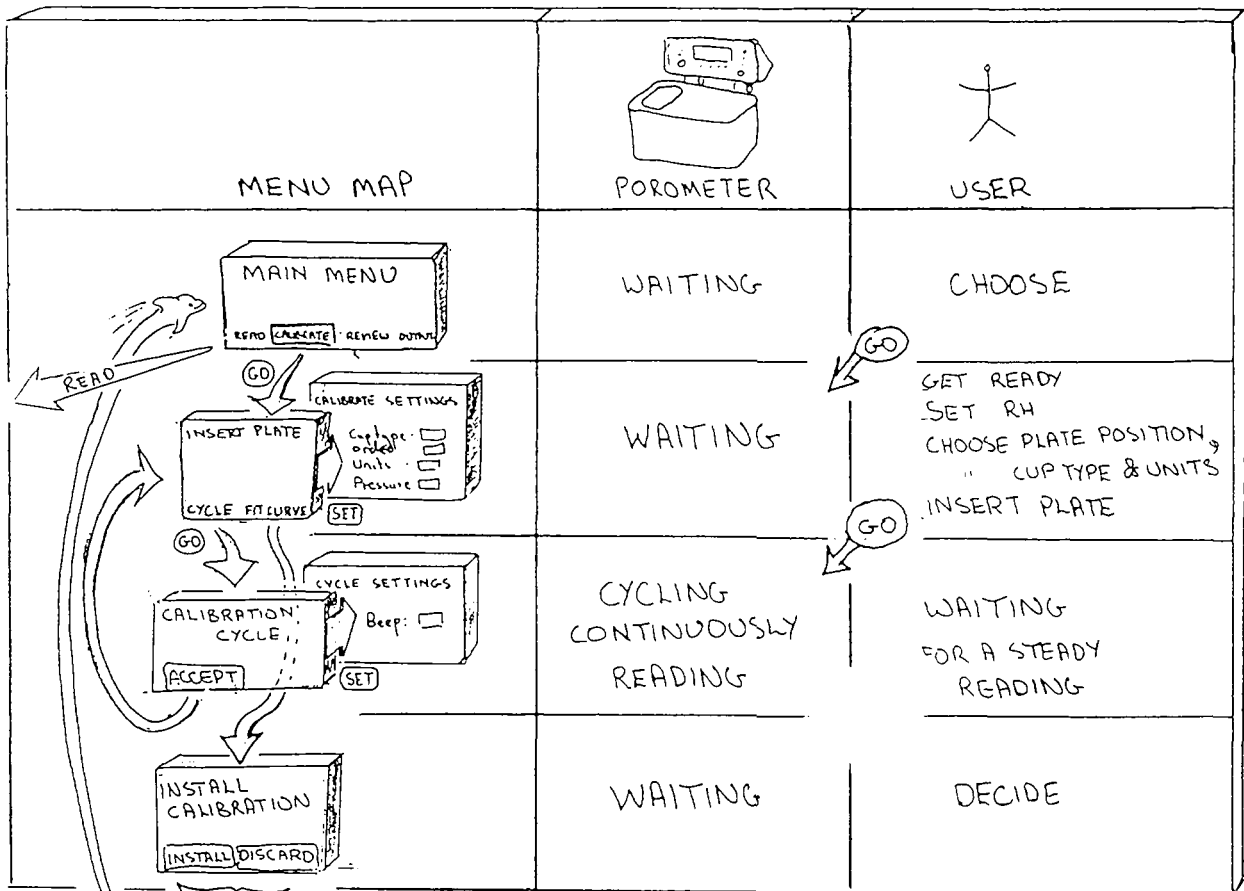 MENU MAP
POROMETER
USER
MAIN MENU
READ CALIBRATE REVIEW OUTPUT
WAITING
CHOOSE
READ
GO
GO
INSERT PLATE
CYCLE FIT CURVE
CALIBRATE SETTINGS
Cup type:
Units:
Pressure
SET
WAITING
GET READY
SET RH
CHOOSE PLATE POSITION,
" CUP TYPE & UNITS
INSERT PLATE
GO
GO
CALIBRATION
CYCLE
ACCEPT
CYCLE SETTINGS
Beep:
SET
CYCLING
CONTINUOUSLY
READING
WAITING
FOR A STEADY
READING
INSTALL
CALIBRATION
INSTALL DISCARD
WAITING
DECIDE